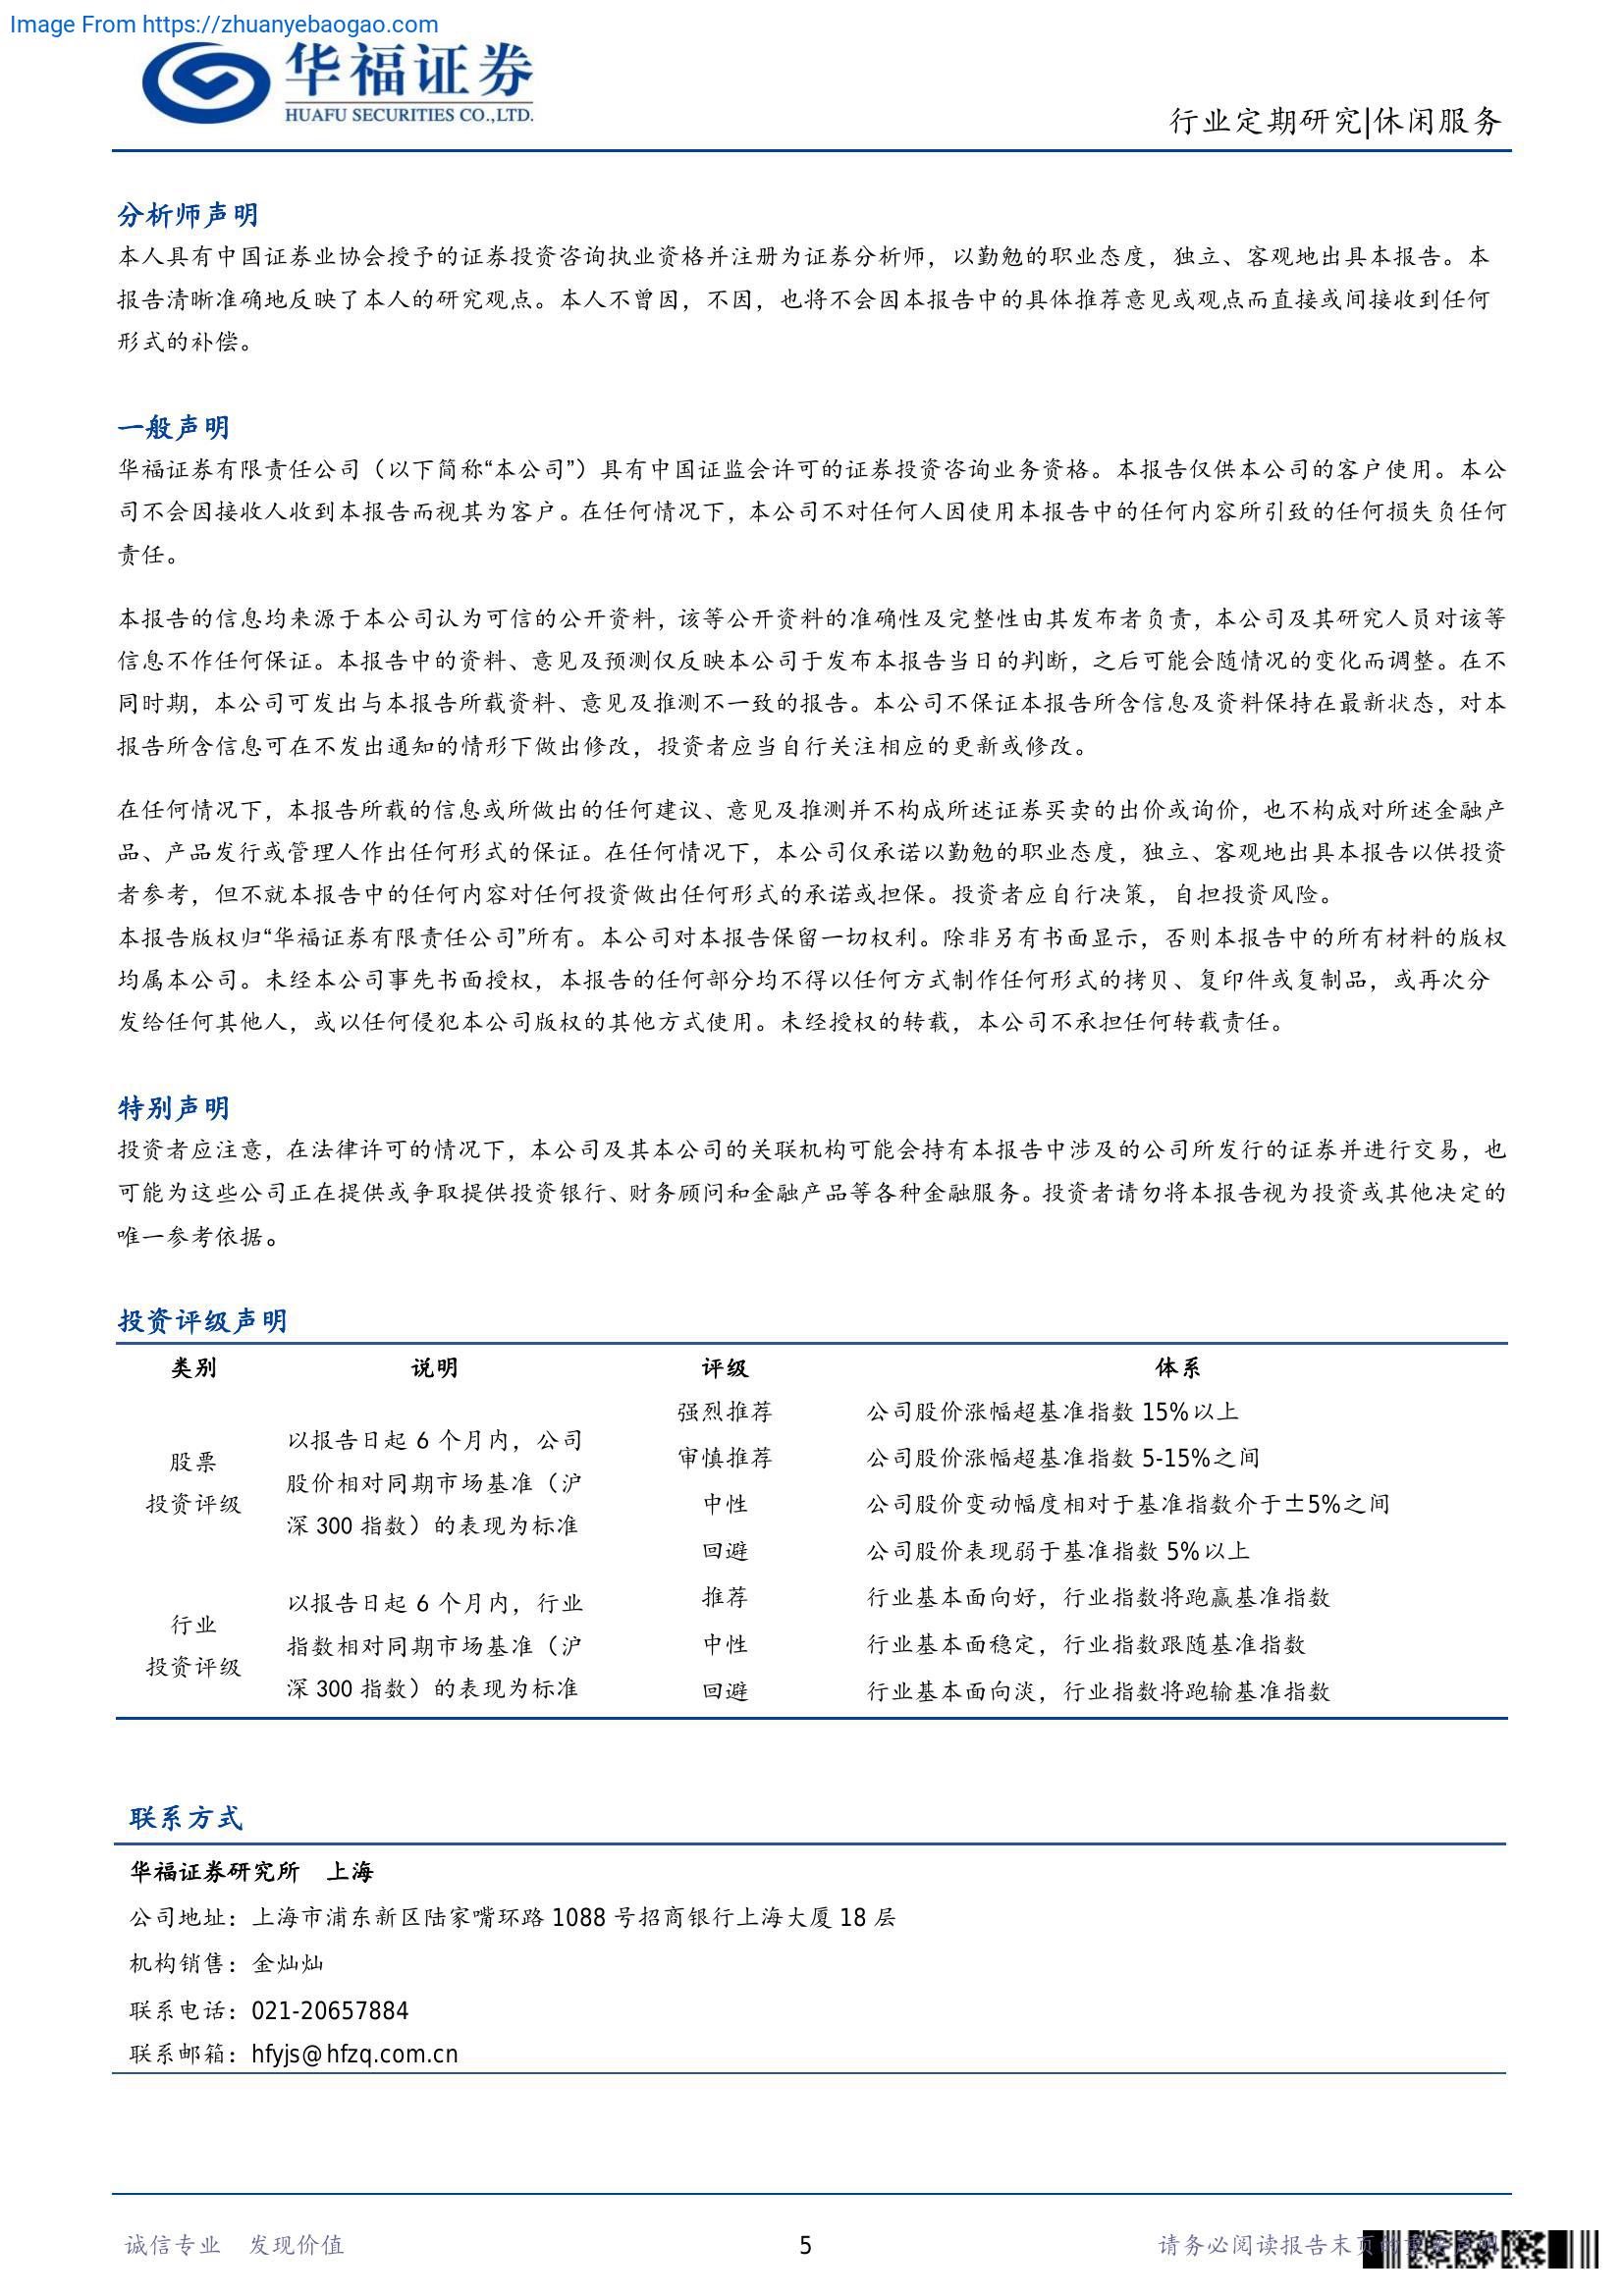 Image From https://zhuanyebaogao.com
华福证券
HUAFU SECURITIES CO.,LTD.
行业定期研究|休闲服务
分析师声明
本人具有中国证券业协会授予的证券投资咨询执业资格并注册为证券分析师，以勤勉的职业态度，独立、客观地出具本报告。本
报告清晰准确地反映了本人的研究观点。本人不曾因，不因，也将不会因本报告中的具体推荐意见或观点而直接或间接收到任何
形式的补偿。
一般声明
华福证券有限责任公司（以下简称“本公司”）具有中国证监会许可的证券投资咨询业务资格。本报告仅供本公司的客户使用。本公
司不会因接收人收到本报告而视其为客户。在任何情况下，本公司不对任何人因使用本报告中的任何内容所引致的任何损失负任何
责任。
本报告的信息均来源于本公司认为可信的公开资料，该等公开资料的准确性及完整性由其发布者负责，本公司及其研究人员对该等
信息不作任何保证。本报告中的资料、意见及预测仅反映本公司于发布本报告当日的判断，之后可能会随情况的变化而调整。在不
同时期，本公司可发出与本报告所载资料、意见及推测不一致的报告。本公司不保证本报告所含信息及资料保持在最新状态，对本
报告所含信息可在不发出通知的情形下做出修改，投资者应当自行关注相应的更新或修改。
在任何情况下，本报告所载的信息或所做出的任何建议、意见及推测并不构成所述证券买卖的出价或询价，也不构成对所述金融产
品、产品发行或管理人作出任何形式的保证。在任何情况下，本公司仅承诺以勤勉的职业态度，独立、客观地出具本报告以供投资
者参考，但不就本报告中的任何内容对任何投资做出任何形式的承诺或担保。投资者应自行决策，自担投资风险。
本报告版权归“华福证券有限责任公司”所有。本公司对本报告保留一切权利。除非另有书面显示，否则本报告中的所有材料的版权
均属本公司。未经本公司事先书面授权，本报告的任何部分均不得以任何方式制作任何形式的拷贝、复印件或复制品，或再次分
发给任何其他人，或以任何侵犯本公司版权的其他方式使用。未经授权的转载，本公司不承担任何转载责任。
特别声明
投资者应注意，在法律许可的情况下，本公司及其本公司的关联机构可能会持有本报告中涉及的公司所发行的证券并进行交易，也
可能为这些公司正在提供或争取提供投资银行、财务顾问和金融产品等各种金融服务。投资者请勿将本报告视为投资或其他决定的
唯一参考依据。
投资评级声明
类别 说明 评级 体系
股票
投资评级
以报告日起 6 个月内，公司
股价相对同期市场基准（沪
深 300 指数）的表现为标准
强烈推荐 公司股价涨幅超基准指数 15%以上
审慎推荐 公司股价涨幅超基准指数 5-15%之间
中性 公司股价变动幅度相对于基准指数介于±5%之间
回避 公司股价表现弱于基准指数 5%以上
行业
投资评级
以报告日起 6 个月内，行业
指数相对同期市场基准（沪
深 300 指数）的表现为标准
推荐 行业基本面向好，行业指数将跑赢基准指数
中性 行业基本面稳定，行业指数跟随基准指数
回避 行业基本面向淡，行业指数将跑输基准指数
联系方式
华福证券研究所 上海
公司地址：上海市浦东新区陆家嘴环路 1088 号招商银行上海大厦 18 层
机构销售：金灿灿
联系电话：021-20657884
联系邮箱：hfyjs@hfzq.com.cn
诚信专业 发现价值
5
请务必阅读报告末页